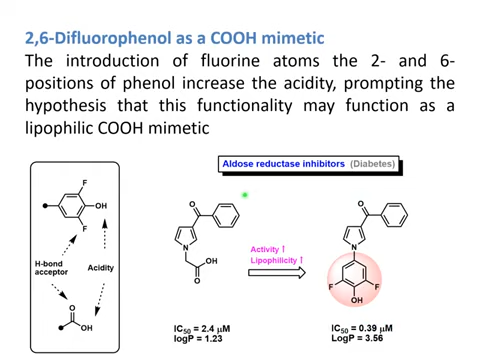 2,6-Difluorophenol as a COOH mimetic
The introduction of fluorine atoms the 2- and 6-
positions of phenol increase the acidity, prompting the
hypothesis that this functionality may function as a
lipophilic COOH mimetic
Aldose reductase inhibitors (Diabetes)
F
OH
F
H-bond
acceptor
Acidity
O
OH
O
N
OH
O
IC50 = 2.4 μM
logP = 1.23
Activity ↑
Lipophilicity ↑
O
N
F
F
OH
IC50 = 0.39 μM
LogP = 3.56